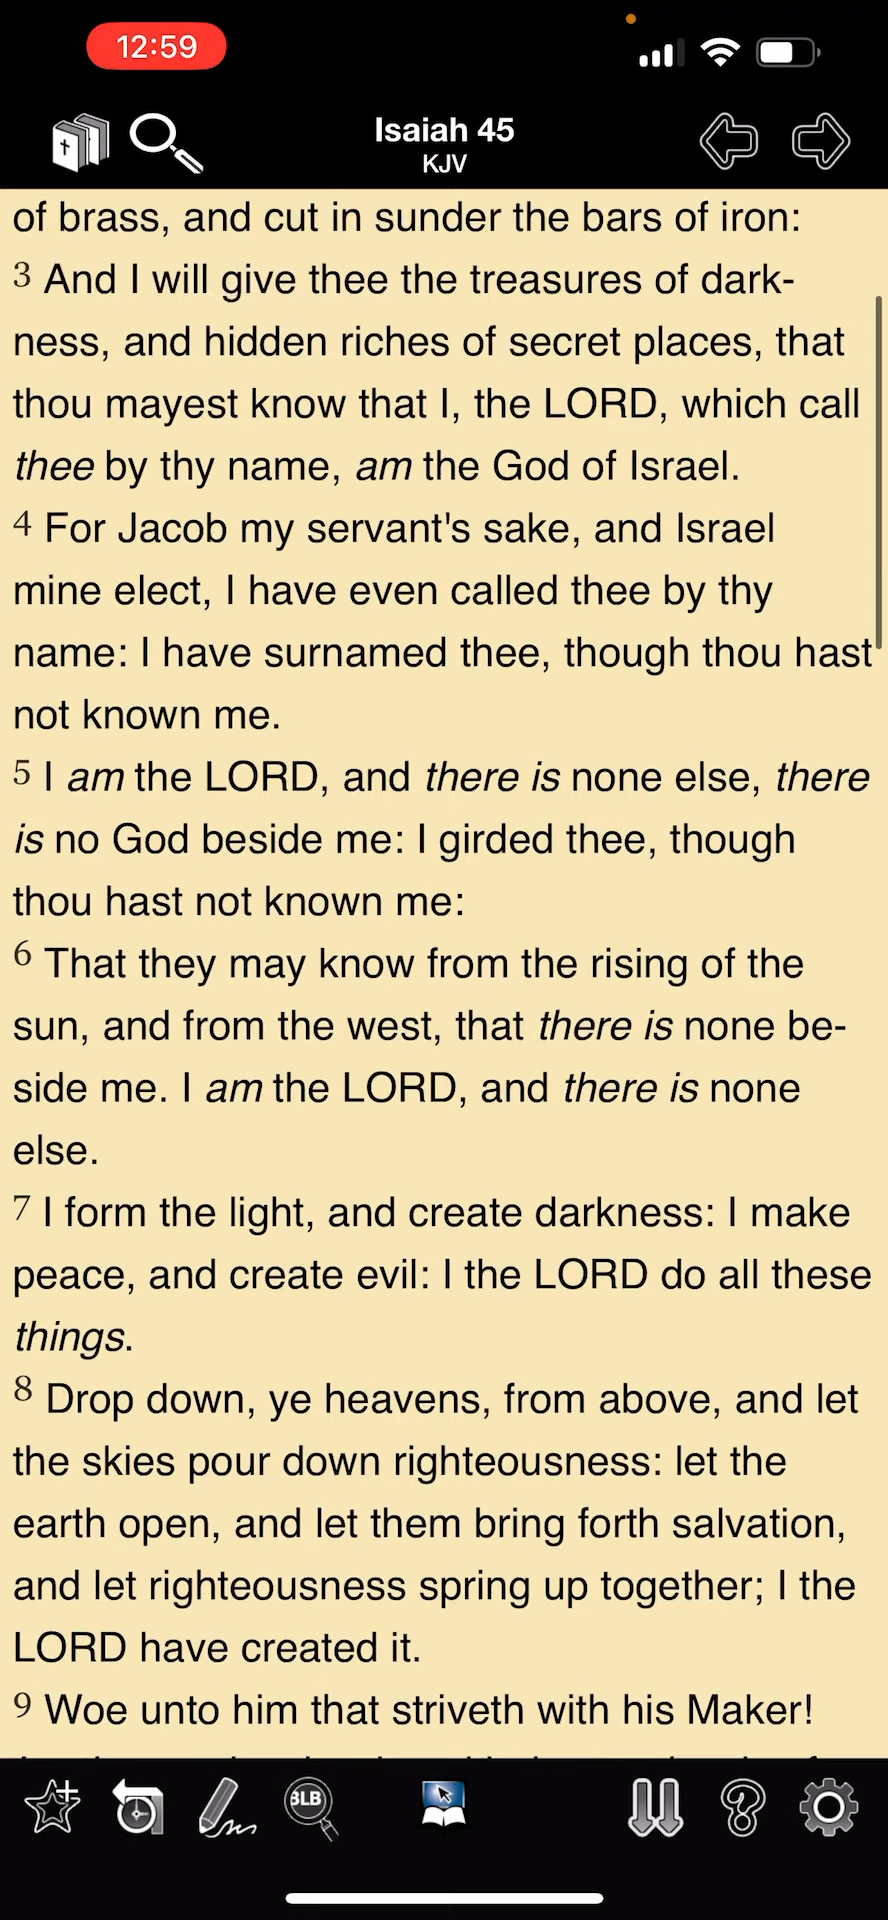 12:59
Isaiah 45
KJV
of brass, and cut in sunder the bars of iron:
3 And I will give thee the treasures of dark-
ness, and hidden riches of secret places, that
thou mayest know that I, the LORD, which call
thee by thy name, am the God of Israel.
4 For Jacob my servant's sake, and Israel
mine elect, I have even called thee by thy
name: I have surnamed thee, though thou hast
not known me.
5 I am the LORD, and there is none else, there
is no God beside me: I girded thee, though
thou hast not known me:
6 That they may know from the rising of the
sun, and from the west, that there is none be-
side me. I am the LORD, and there is none
else.
7 I form the light, and create darkness: I make
peace, and create evil: I the LORD do all these
things.
8 Drop down, ye heavens, from above, and let
the skies pour down righteousness: let the
earth open, and let them bring forth salvation,
and let righteousness spring up together; I the
LORD have created it.
9 Woe unto him that striveth with his Maker!
BLB